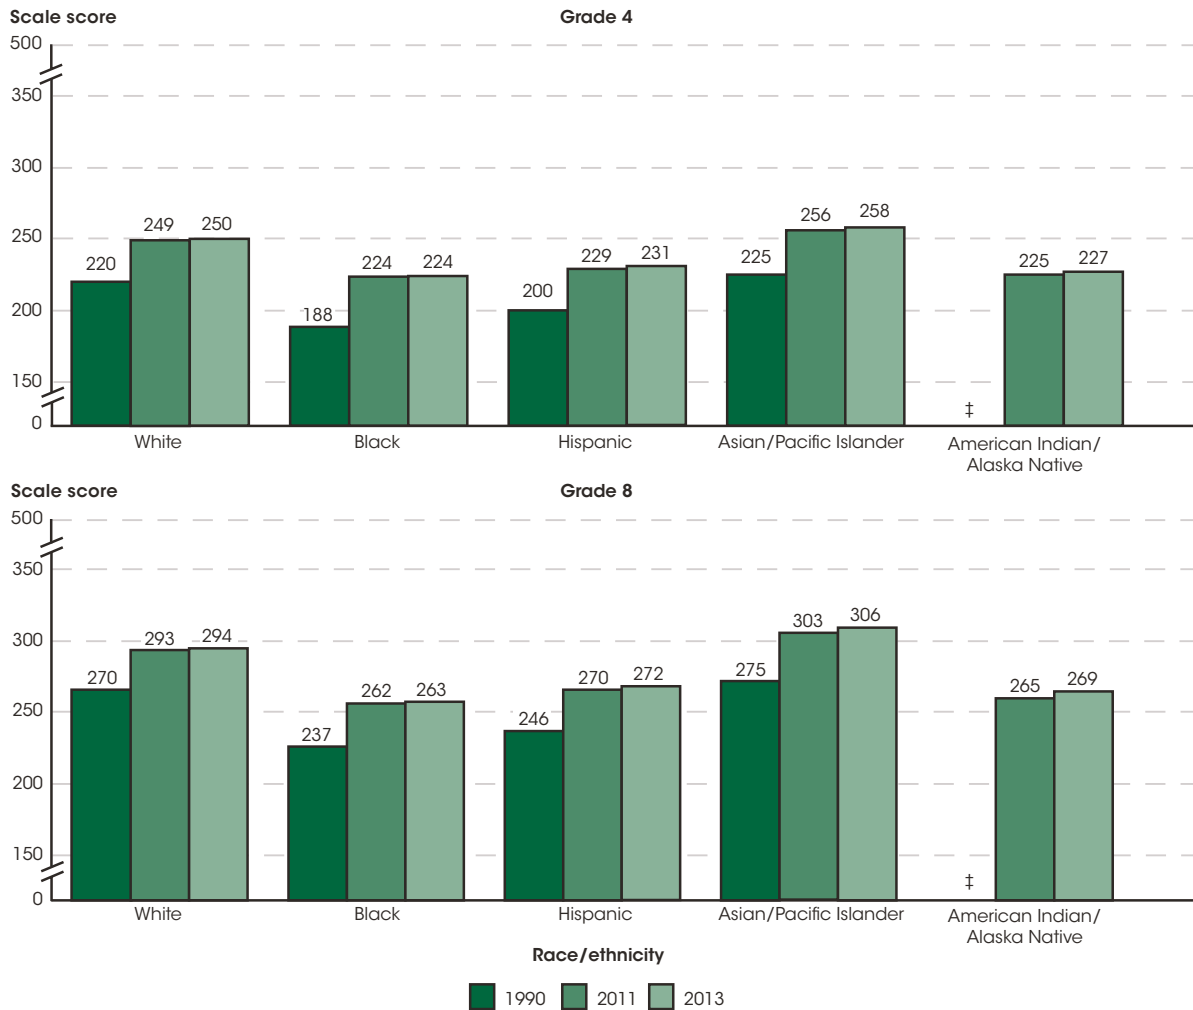 Scale score Grade 4
500
350
300
250
200
150
0
220 249 250
188 224 224
200 229 231
225 256 258
‡ 225 227
White Black Hispanic Asian/Pacific Islander American Indian/
Alaska Native
Scale score Grade 8
500
350
300
250
200
150
0
270 293 294
237 262 263
246 270 272
275 303 306
‡ 265 269
White Black Hispanic Asian/Pacific Islander American Indian/
Alaska Native
Race/ethnicity
1990 2011 2013